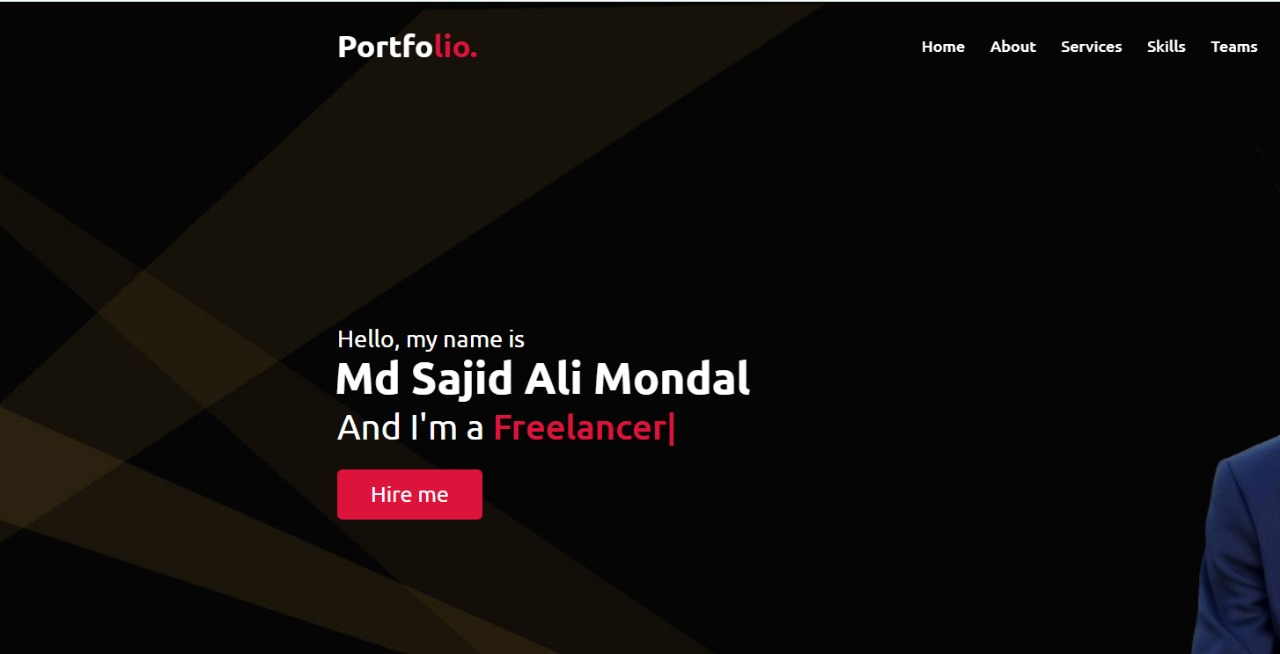 Portfolio.
Home About Services Skills Teams
Hello, my name is
Md Sajid Ali Mondal
And I'm a Freelancer|
Hire me